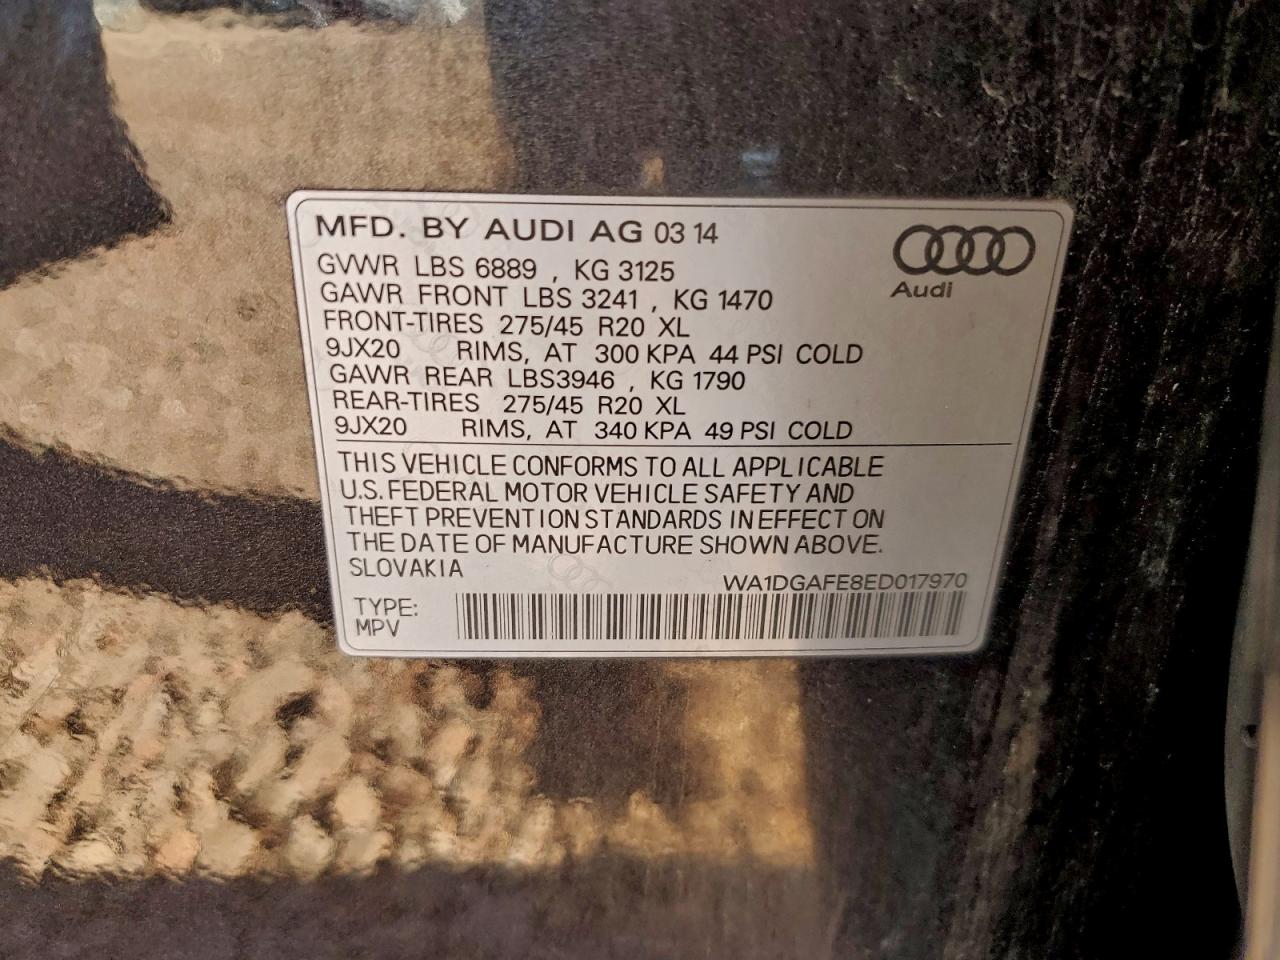 MFD. BY AUDI AG 03 14
Audi
GVWR LBS 6889 , KG 3125
GAWR FRONT LBS 3241 , KG 1470
FRONT-TIRES 275/45 R20 XL
9JX20 RIMS, AT 300 KPA 44 PSI COLD
GAWR REAR LBS3946 , KG 1790
REAR-TIRES 275/45 R20 XL
9JX20 RIMS, AT 340 KPA 49 PSI COLD
THIS VEHICLE CONFORMS TO ALL APPLICABLE
U.S. FEDERAL MOTOR VEHICLE SAFETY AND
THEFT PREVENTION STANDARDS IN EFFECT ON
THE DATE OF MANUFACTURE SHOWN ABOVE.
SLOVAKIA
WA1DGAFE8ED017970
TYPE:
MPV